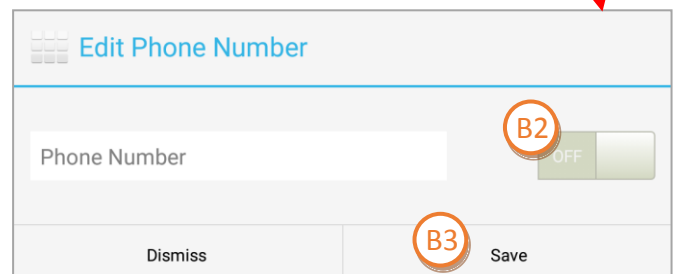 Edit Phone Number
B2
Phone Number
OFF
B3
Dismiss
Save